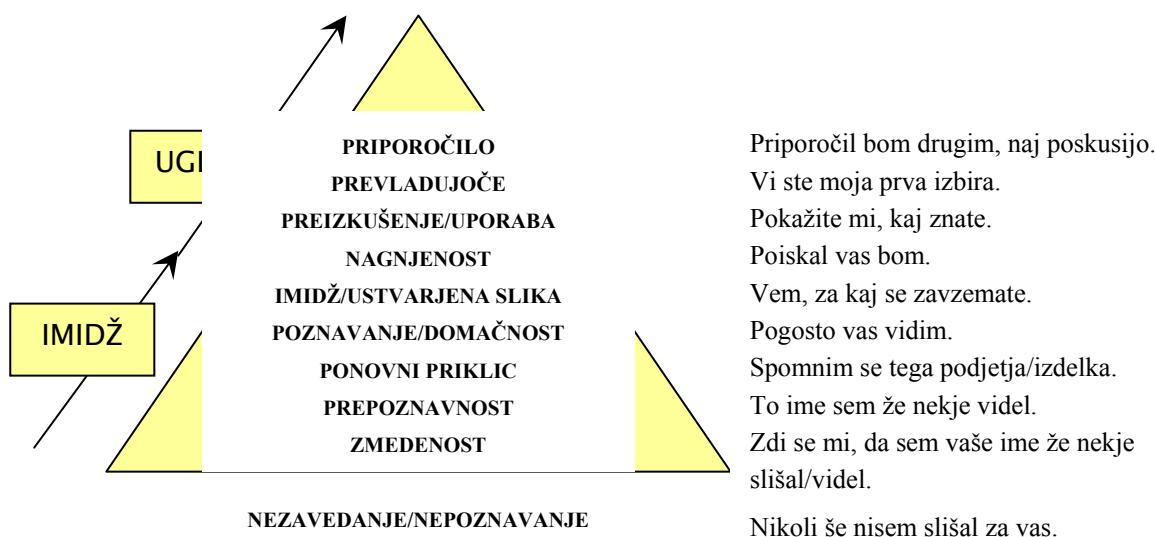 PRIPOROČILO
Priporočil bom drugim, naj poskusijo.
PREVLADUJOČE
Vi ste moja prva izbira.
PREIZKUŠENJE/UPORABA
Pokažite mi, kaj znate.
NAGNJENOST
Poiskal vas bom.
IMIDŽ/USTVARJENA SLIKA
Vem, za kaj se zavzemate.
IMIDŽ
POZNAVANJE/DOMAČNOST
Pogosto vas vidim.
PONOVNI PRIKLIC
Spomnim se tega podjetja/izdelka.
PREPOZNAVNOST
To ime sem že nekje videl.
ZMEDENOST
Zdi se mi, da sem vaše ime že nekje
slišal/videl.
NEZAVEDANJE/NEPOZNAVANJE
Nikoli še nisem slišal za vas.